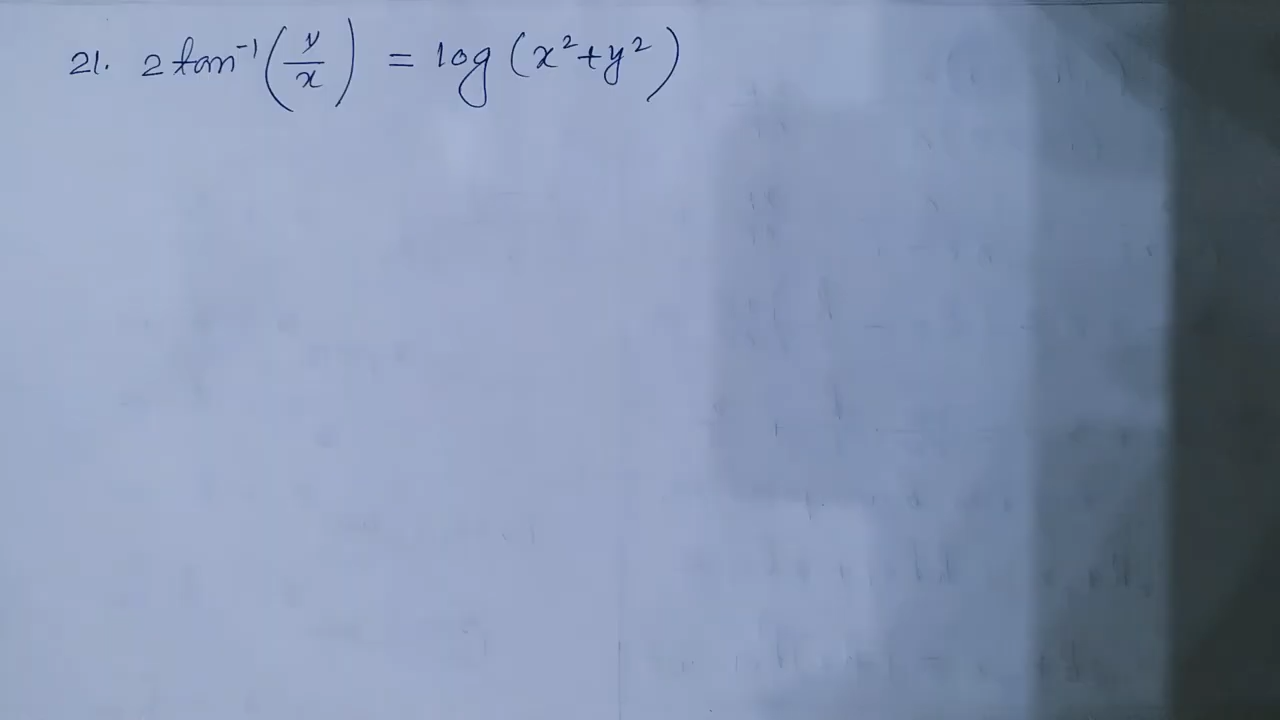 21. 2 tan⁻¹(y/x) = log(x²+y²)